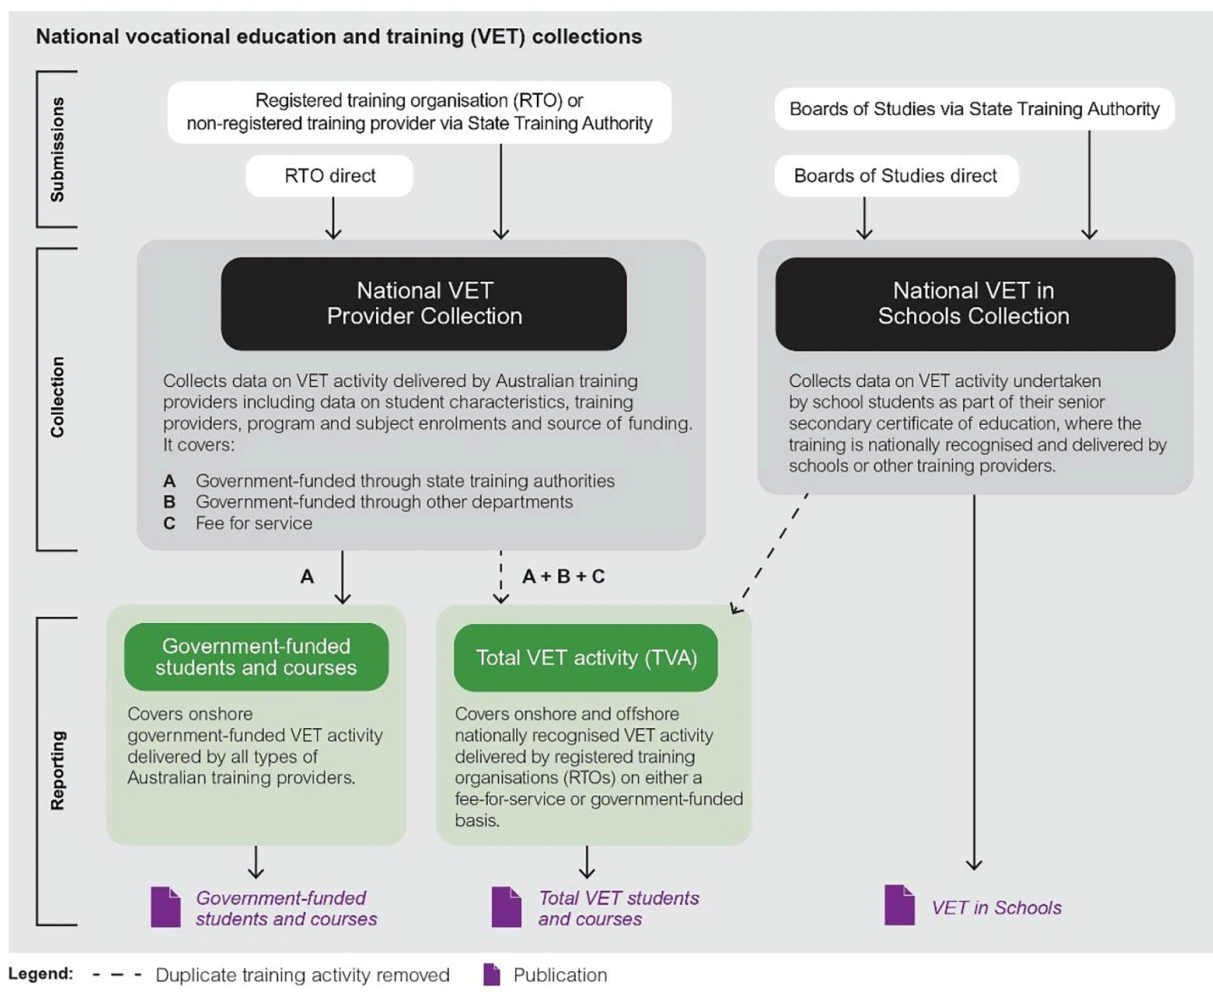 National vocational education and training (VET) collections
Submissions
Registered training organisation (RTO) or
non-registered training provider via State Training Authority
RTO direct
Boards of Studies via State Training Authority
Boards of Studies direct
Collection
National VET
Provider Collection
Collects data on VET activity delivered by Australian training
providers including data on student characteristics, training
providers, program and subject enrolments and source of funding.
It covers:
A Government-funded through state training authorities
B Government-funded through other departments
C Fee for service
National VET in
Schools Collection
Collects data on VET activity undertaken
by school students as part of their senior
secondary certificate of education, where the
training is nationally recognised and delivered by
schools or other training providers.
A
A + B + C
Reporting
Government-funded
students and courses
Covers onshore
government-funded VET activity
delivered by all types of
Australian training providers.
Total VET activity (TVA)
Covers onshore and offshore
nationally recognised VET activity
delivered by registered training
organisations (RTOs) on either a
fee-for-service or government-funded
basis.
Government-funded
students and courses
Total VET students
and courses
VET in Schools
Legend: Duplicate training activity removed Publication